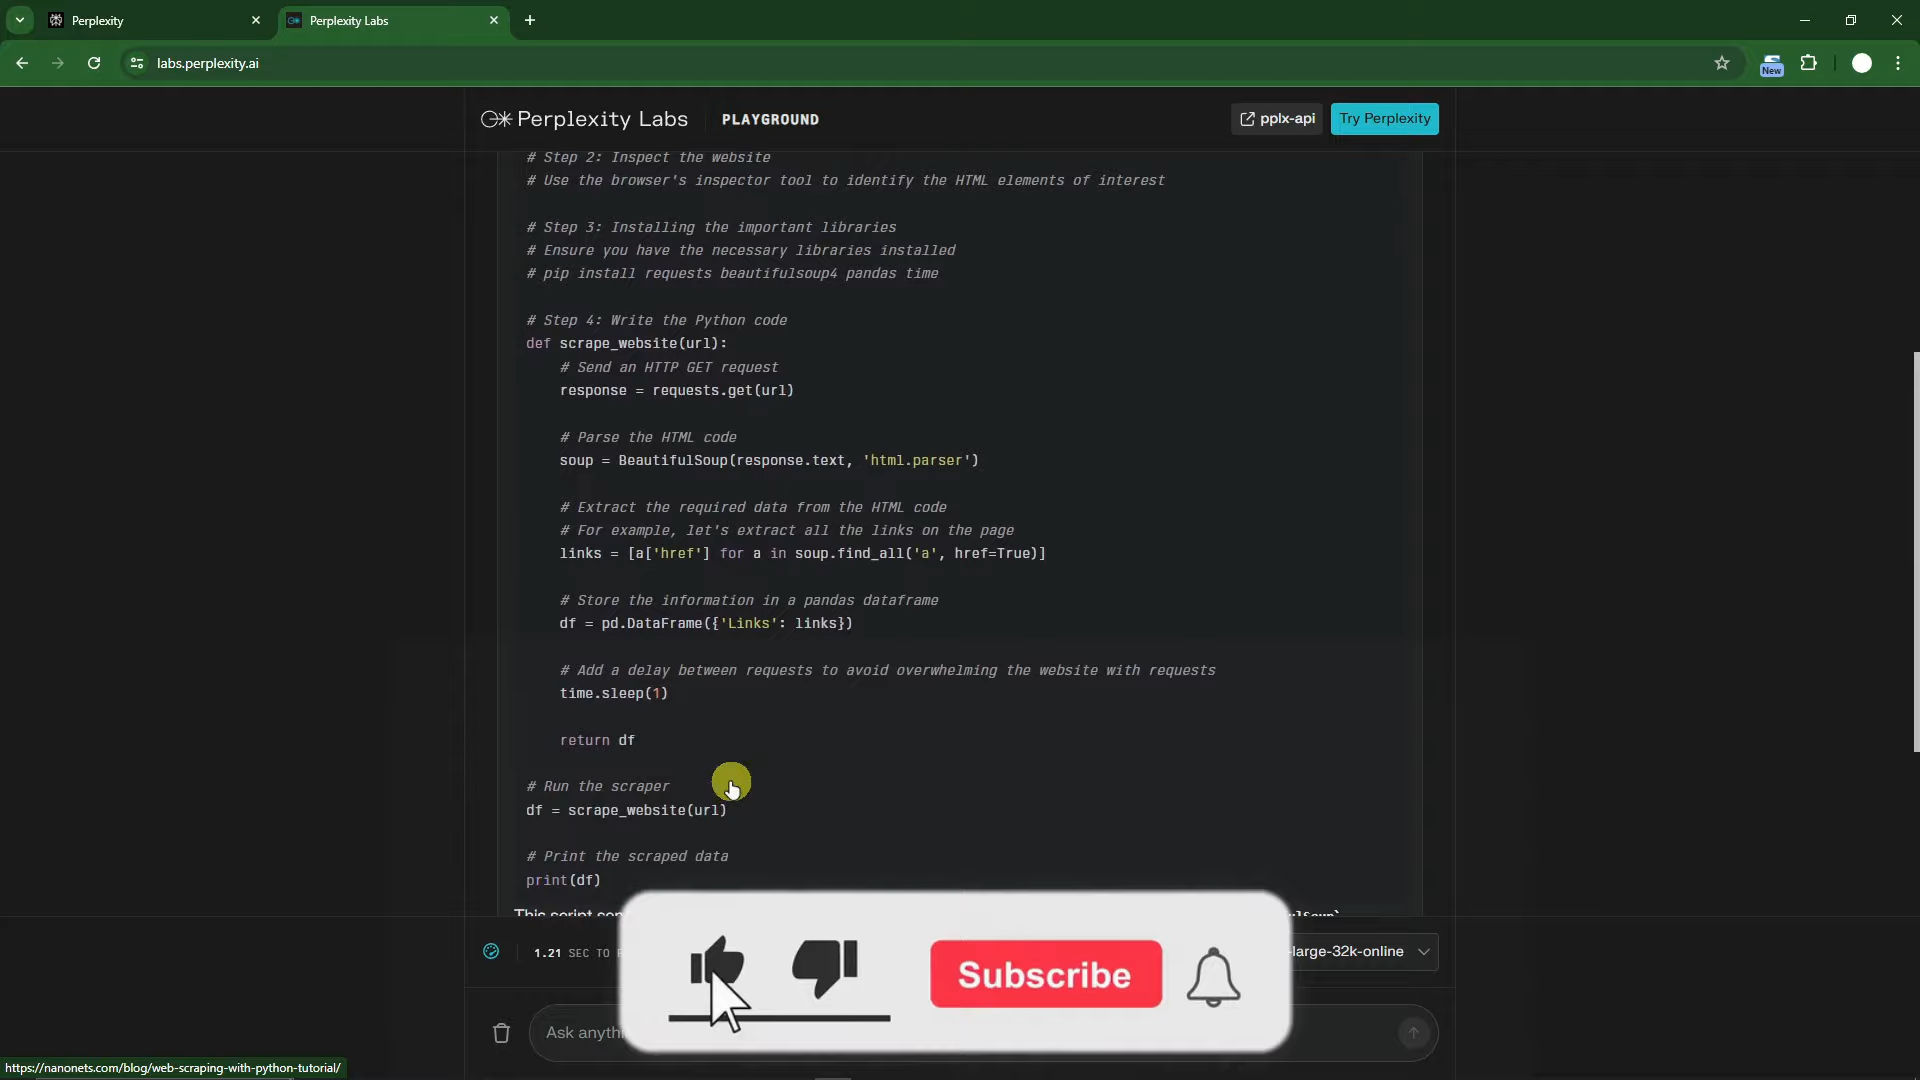 Perplexity
Perplexity Labs
labs.perplexity.ai
New
Perplexity Labs
PLAYGROUND
pplx-api
Try Perplexity
# Step 2: Inspect the website
# Use the browser's inspector tool to identify the HTML elements of interest
# Step 3: Installing the important libraries
# Ensure you have the necessary libraries installed
# pip install requests beautifulsoup4 pandas time
# Step 4: Write the Python code
def scrape_website(url):
# Send an HTTP GET request
response = requests.get(url)
# Parse the HTML code
soup = BeautifulSoup(response.text, 'html.parser')
# Extract the required data from the HTML code
# For example, let's extract all the links on the page
links = [a['href'] for a in soup.find_all('a', href=True)]
# Store the information in a pandas dataframe
df = pd.DataFrame({'Links': links})
# Add a delay between requests to avoid overwhelming the website with requests
time.sleep(1)
return df
# Run the scraper
df = scrape_website(url)
# Print the scraped data
print(df)
This script
1.21 SEC TO
-large-32k-online
Subscribe
Ask
https://nanonets.com/blog/web-scraping-with-python-tutorial/